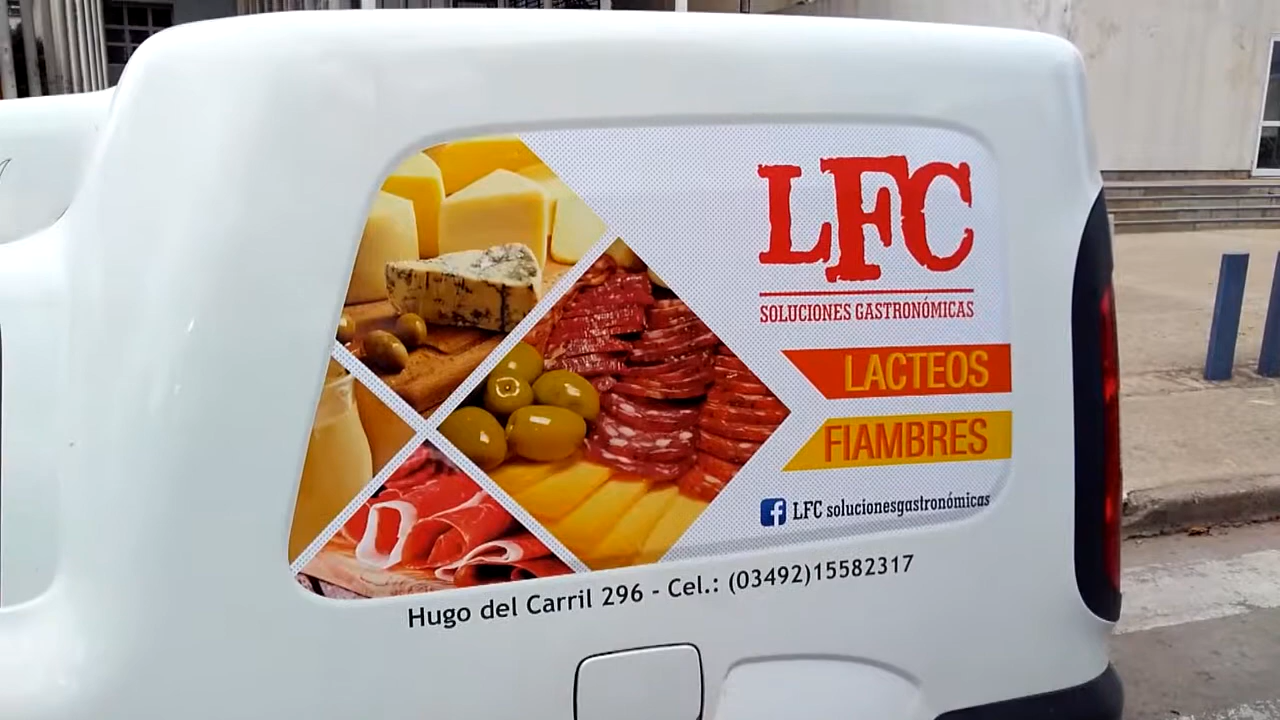 LFC
SOLUCIONES GASTRONÓMICAS
LACTEOS
FIAMBRES
LFC solucionesgastronómicas
Hugo del Carril 296 - Cel.: (03492)15582317